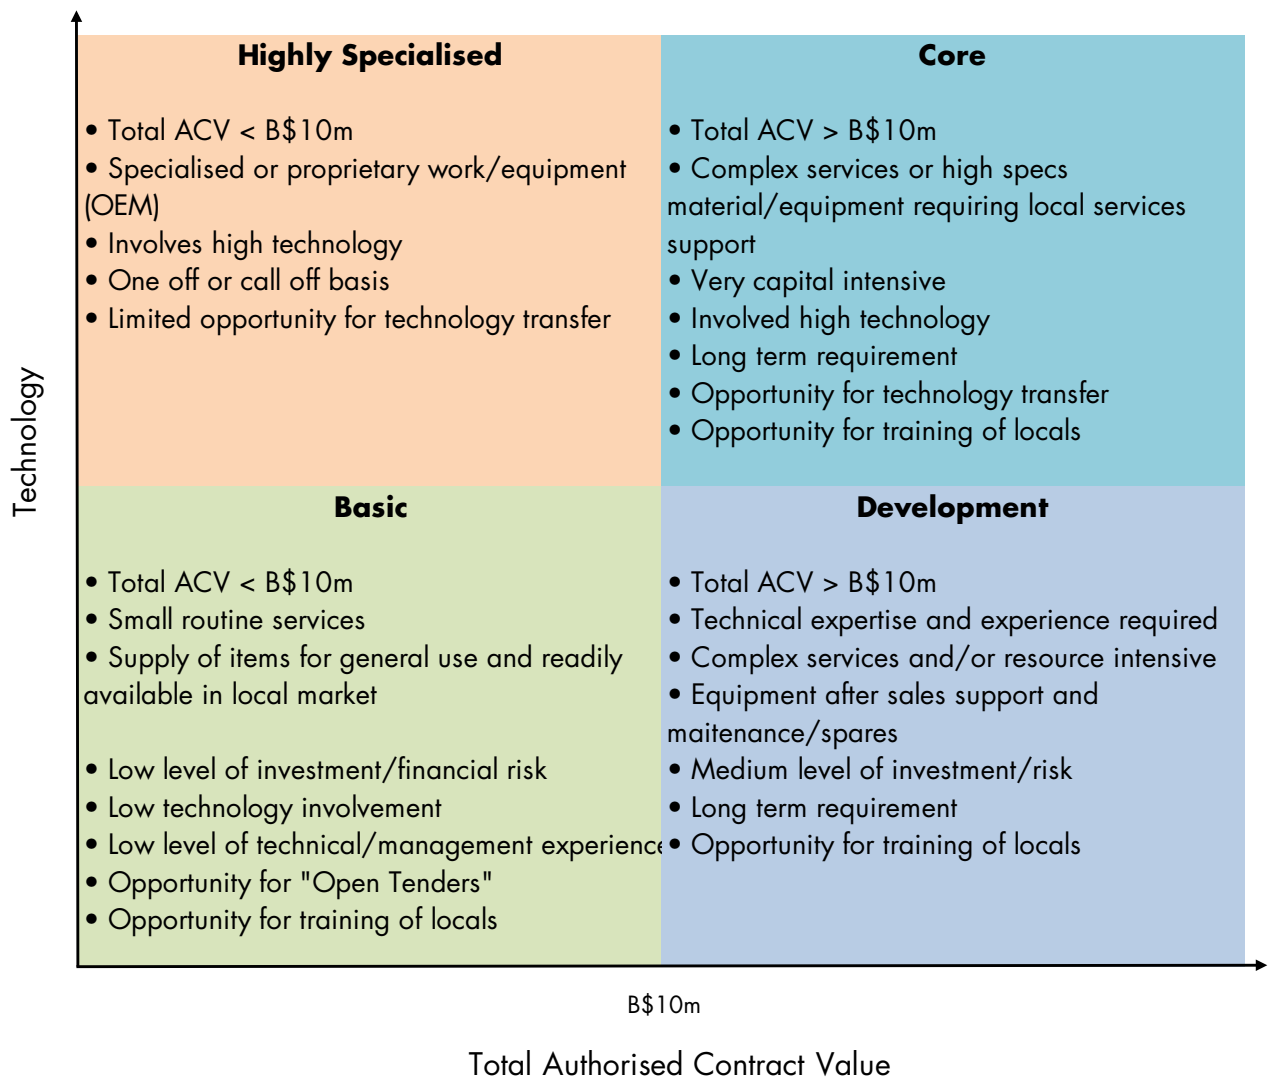 Highly Specialised
• Total ACV < B$10m
• Specialised or proprietary work/equipment
(OEM)
• Involves high technology
• One off or call off basis
• Limited opportunity for technology transfer
Core
• Total ACV > B$10m
• Complex services or high specs
material/equipment requiring local services
support
• Very capital intensive
• Involved high technology
• Long term requirement
• Opportunity for technology transfer
• Opportunity for training of locals
Technology
Basic
• Total ACV < B$10m
• Small routine services
• Supply of items for general use and readily
available in local market
• Low level of investment/financial risk
• Low technology involvement
• Low level of technical/management experience
• Opportunity for "Open Tenders"
• Opportunity for training of locals
Development
• Total ACV > B$10m
• Technical expertise and experience required
• Complex services and/or resource intensive
• Equipment after sales support and
maitenance/spares
• Medium level of investment/risk
• Long term requirement
• Opportunity for training of locals
B$10m
Total Authorised Contract Value